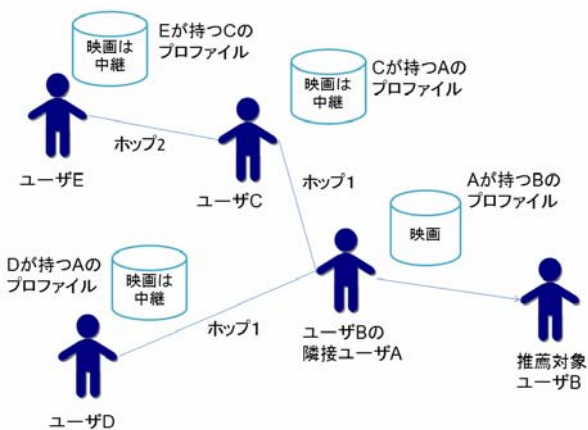 映画は
中継
Eが持つCの
プロファイル
映画は
中継
Cが持つAの
プロファイル
ホップ2
ユーザE
ユーザC
ホップ1
Aが持つBの
プロファイル
映画
Dが持つAの
プロファイル
映画は
中継
ホップ1
ユーザBの
隣接ユーザA
推薦対象
ユーザB
ユーザD